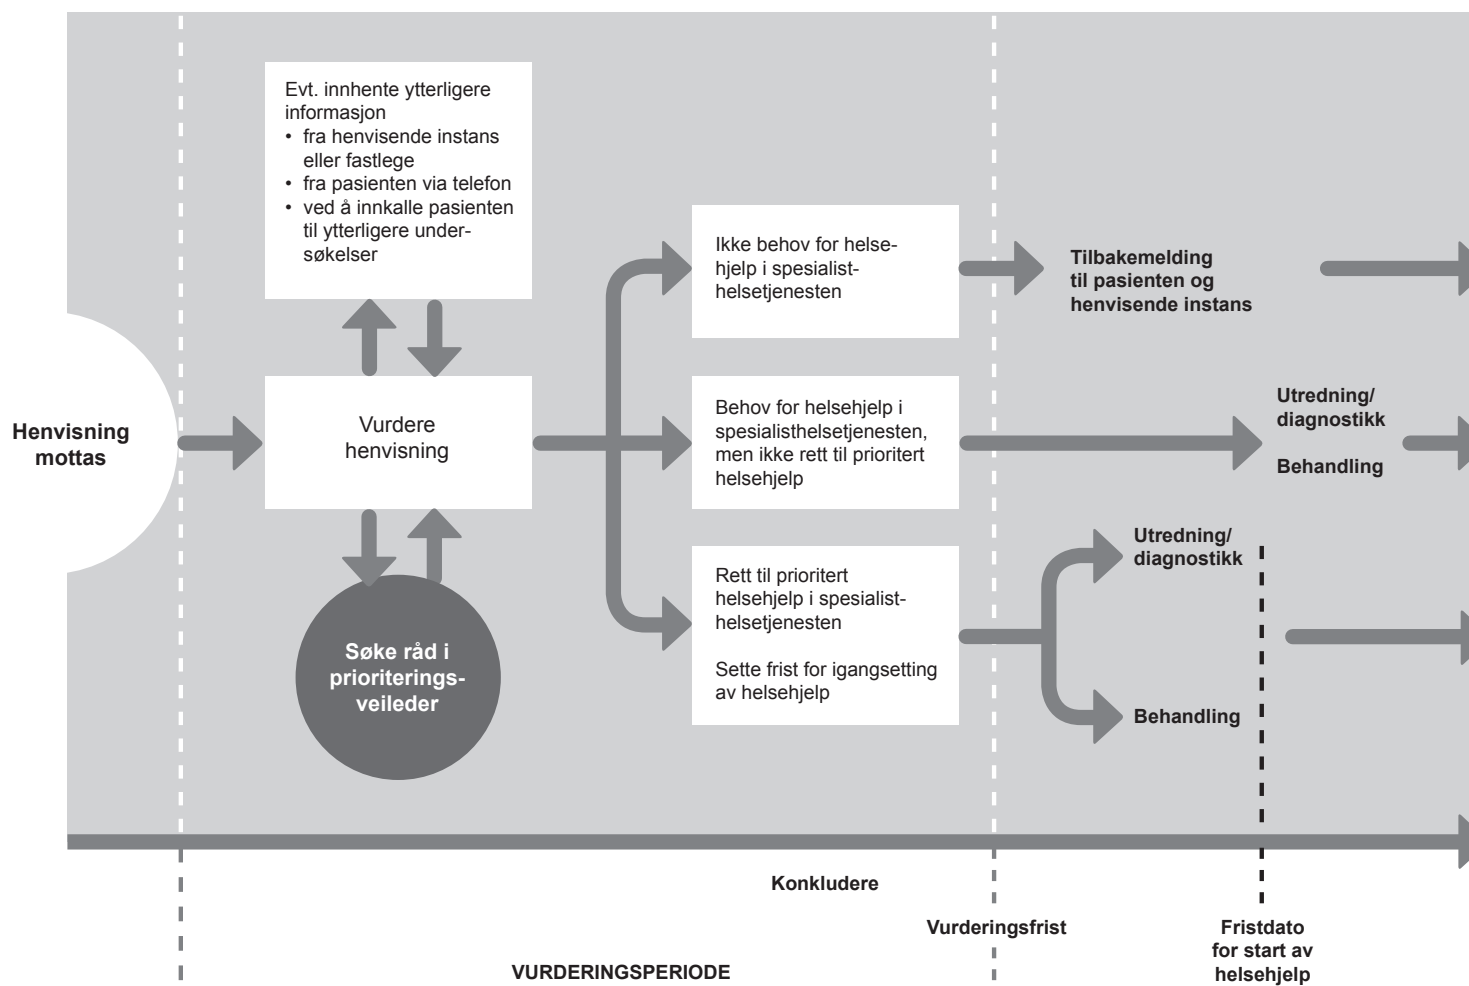 Evt. innhente ytterligere
informasjon
• fra henvisende instans
eller fastlege
• fra pasienten via telefon
• ved å innkalle pasienten
til ytterligere under-
søkelser
Henvisning
mottas
Vurdere
henvisning
Søke råd i
prioriterings-
veileder
Ikke behov for helse-
hjelp i spesialist-
helsetjenesten
Tilbakemelding
til pasienten og
henvisende instans
Behov for helsehjelp i
spesialisthelsetjenesten,
men ikke rett til prioritert
helsehjelp
Utredning/
diagnostikk
Behandling
Rett til prioritert
helsehjelp i spesialist-
helsetjenesten
Sette frist for igangsetting
av helsehjelp
Utredning/
diagnostikk
Behandling
Konkludere
Vurderingsfrist
Fristdato
for start av
helsehjelp
VURDERINGSPERIODE